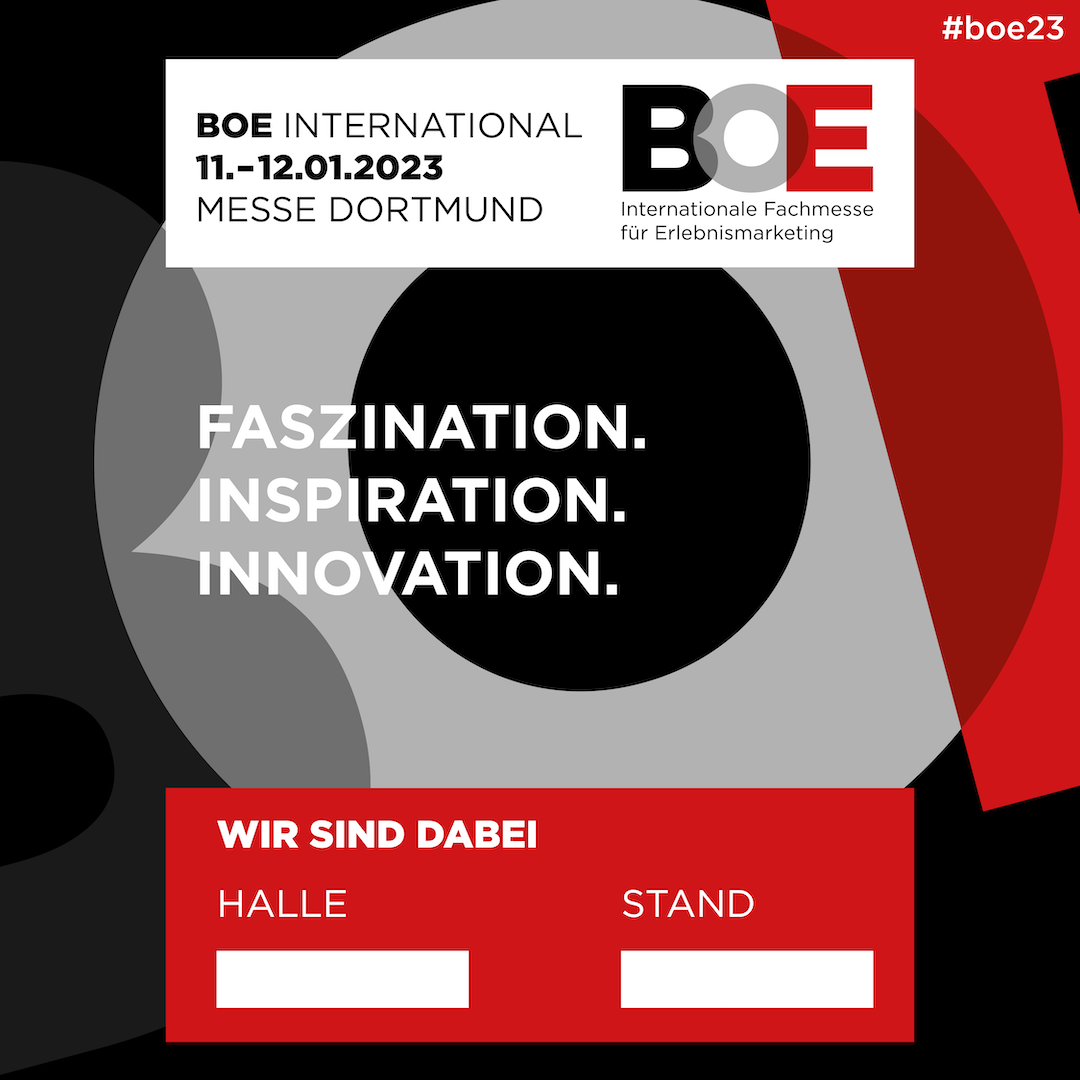 #boe23
BOE INTERNATIONAL
11.–12.01.2023
MESSE DORTMUND
BOE
Internationale Fachmesse
für Erlebnismarketing
FASZINATION.
INSPIRATION.
INNOVATION.
WIR SIND DABEI
HALLE
STAND